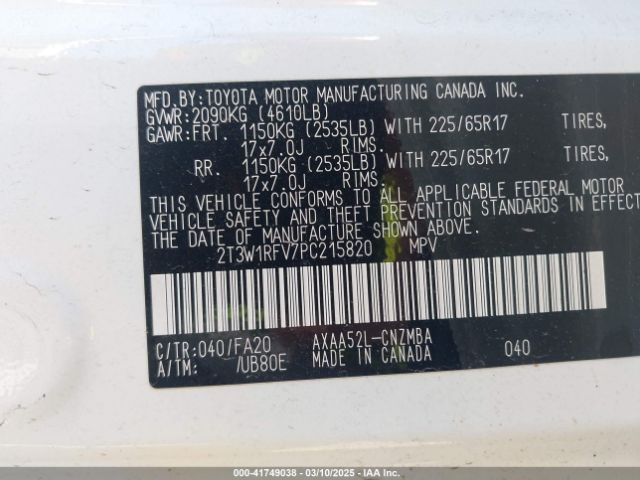 MFD.BY:TOYOTA MOTOR MANUFACTURING CANADA INC.
GVWR:2090KG (4610LB)
GAWR:FRT. 1150KG (2535LB) WITH 225/65R17 TIRES,
17x7.0J RIMS.
RR. 1150KG (2535LB) WITH 225/65R17 TIRES,
17x7.0J RIMS.
THIS VEHICLE CONFORMS TO ALL APPLICABLE FEDERAL MOTOR
VEHICLE SAFETY AND THEFT PREVENTION STANDARDS IN EFFECT
ON THE DATE OF MANUFACTURE SHOWN ABOVE.
2T3W1RFV7PC215820 MPV
C/TR:040/FA20 AXAA52L-CNZMBA 040
A/TM: /UB80E MADE IN CANADA
000-41749038 - 03/10/2025 - IAA Inc.